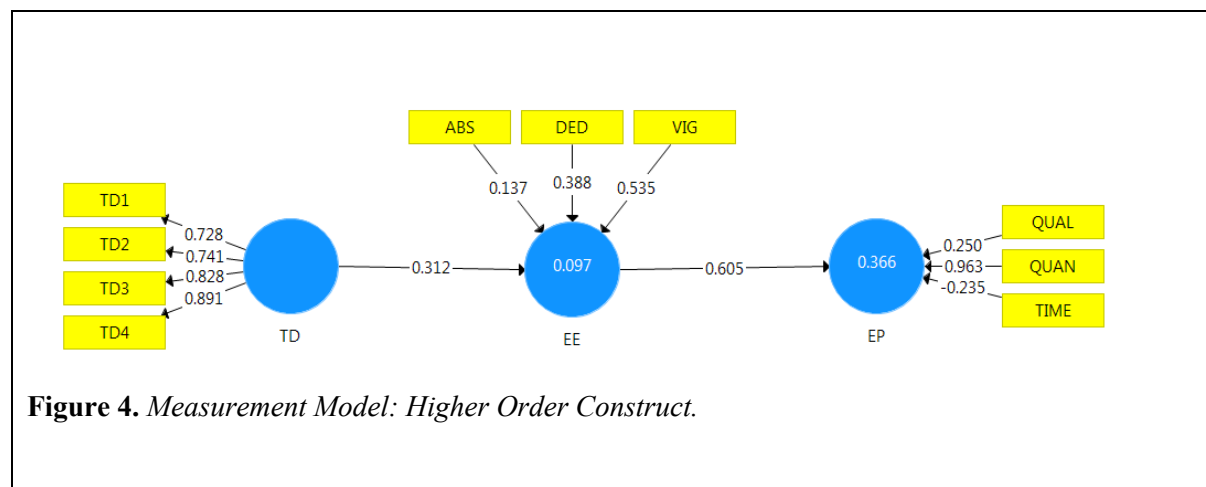 ABS DED VIG
0.137 0.388 0.535
TD1
TD2
TD3
TD4
0.728
0.741
0.828
0.891
TD
0.312
0.097
EE
0.605
0.366
EP
0.250
0.963
-0.235
QUAL
QUAN
TIME
Figure 4. Measurement Model: Higher Order Construct.